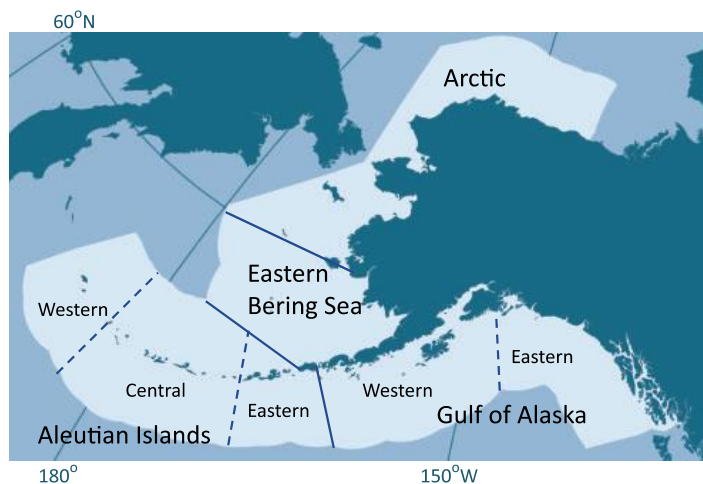 60°N
Arctic
Eastern
Bering Sea
Western
Eastern
Central
Western
Eastern
Gulf of Alaska
Aleutian Islands
180°
150°W